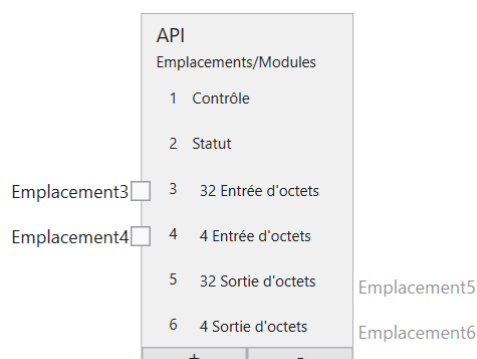 API
Emplacements/Modules
1 Contrôle
2 Statut
Emplacement3 3 32 Entrée d'octets
Emplacement4 4 4 Entrée d'octets
5 32 Sortie d'octets Emplacement5
6 4 Sortie d'octets Emplacement6
+ -